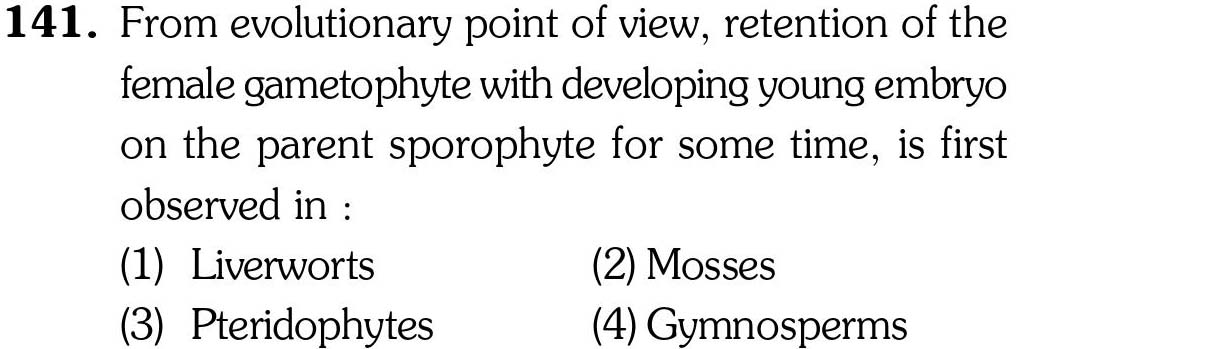 141. From evolutionary point of view, retention of the
female gametophyte with developing young embryo
on the parent sporophyte for some time, is first
observed in :
(1) Liverworts (2) Mosses
(3) Pteridophytes (4) Gymnosperms